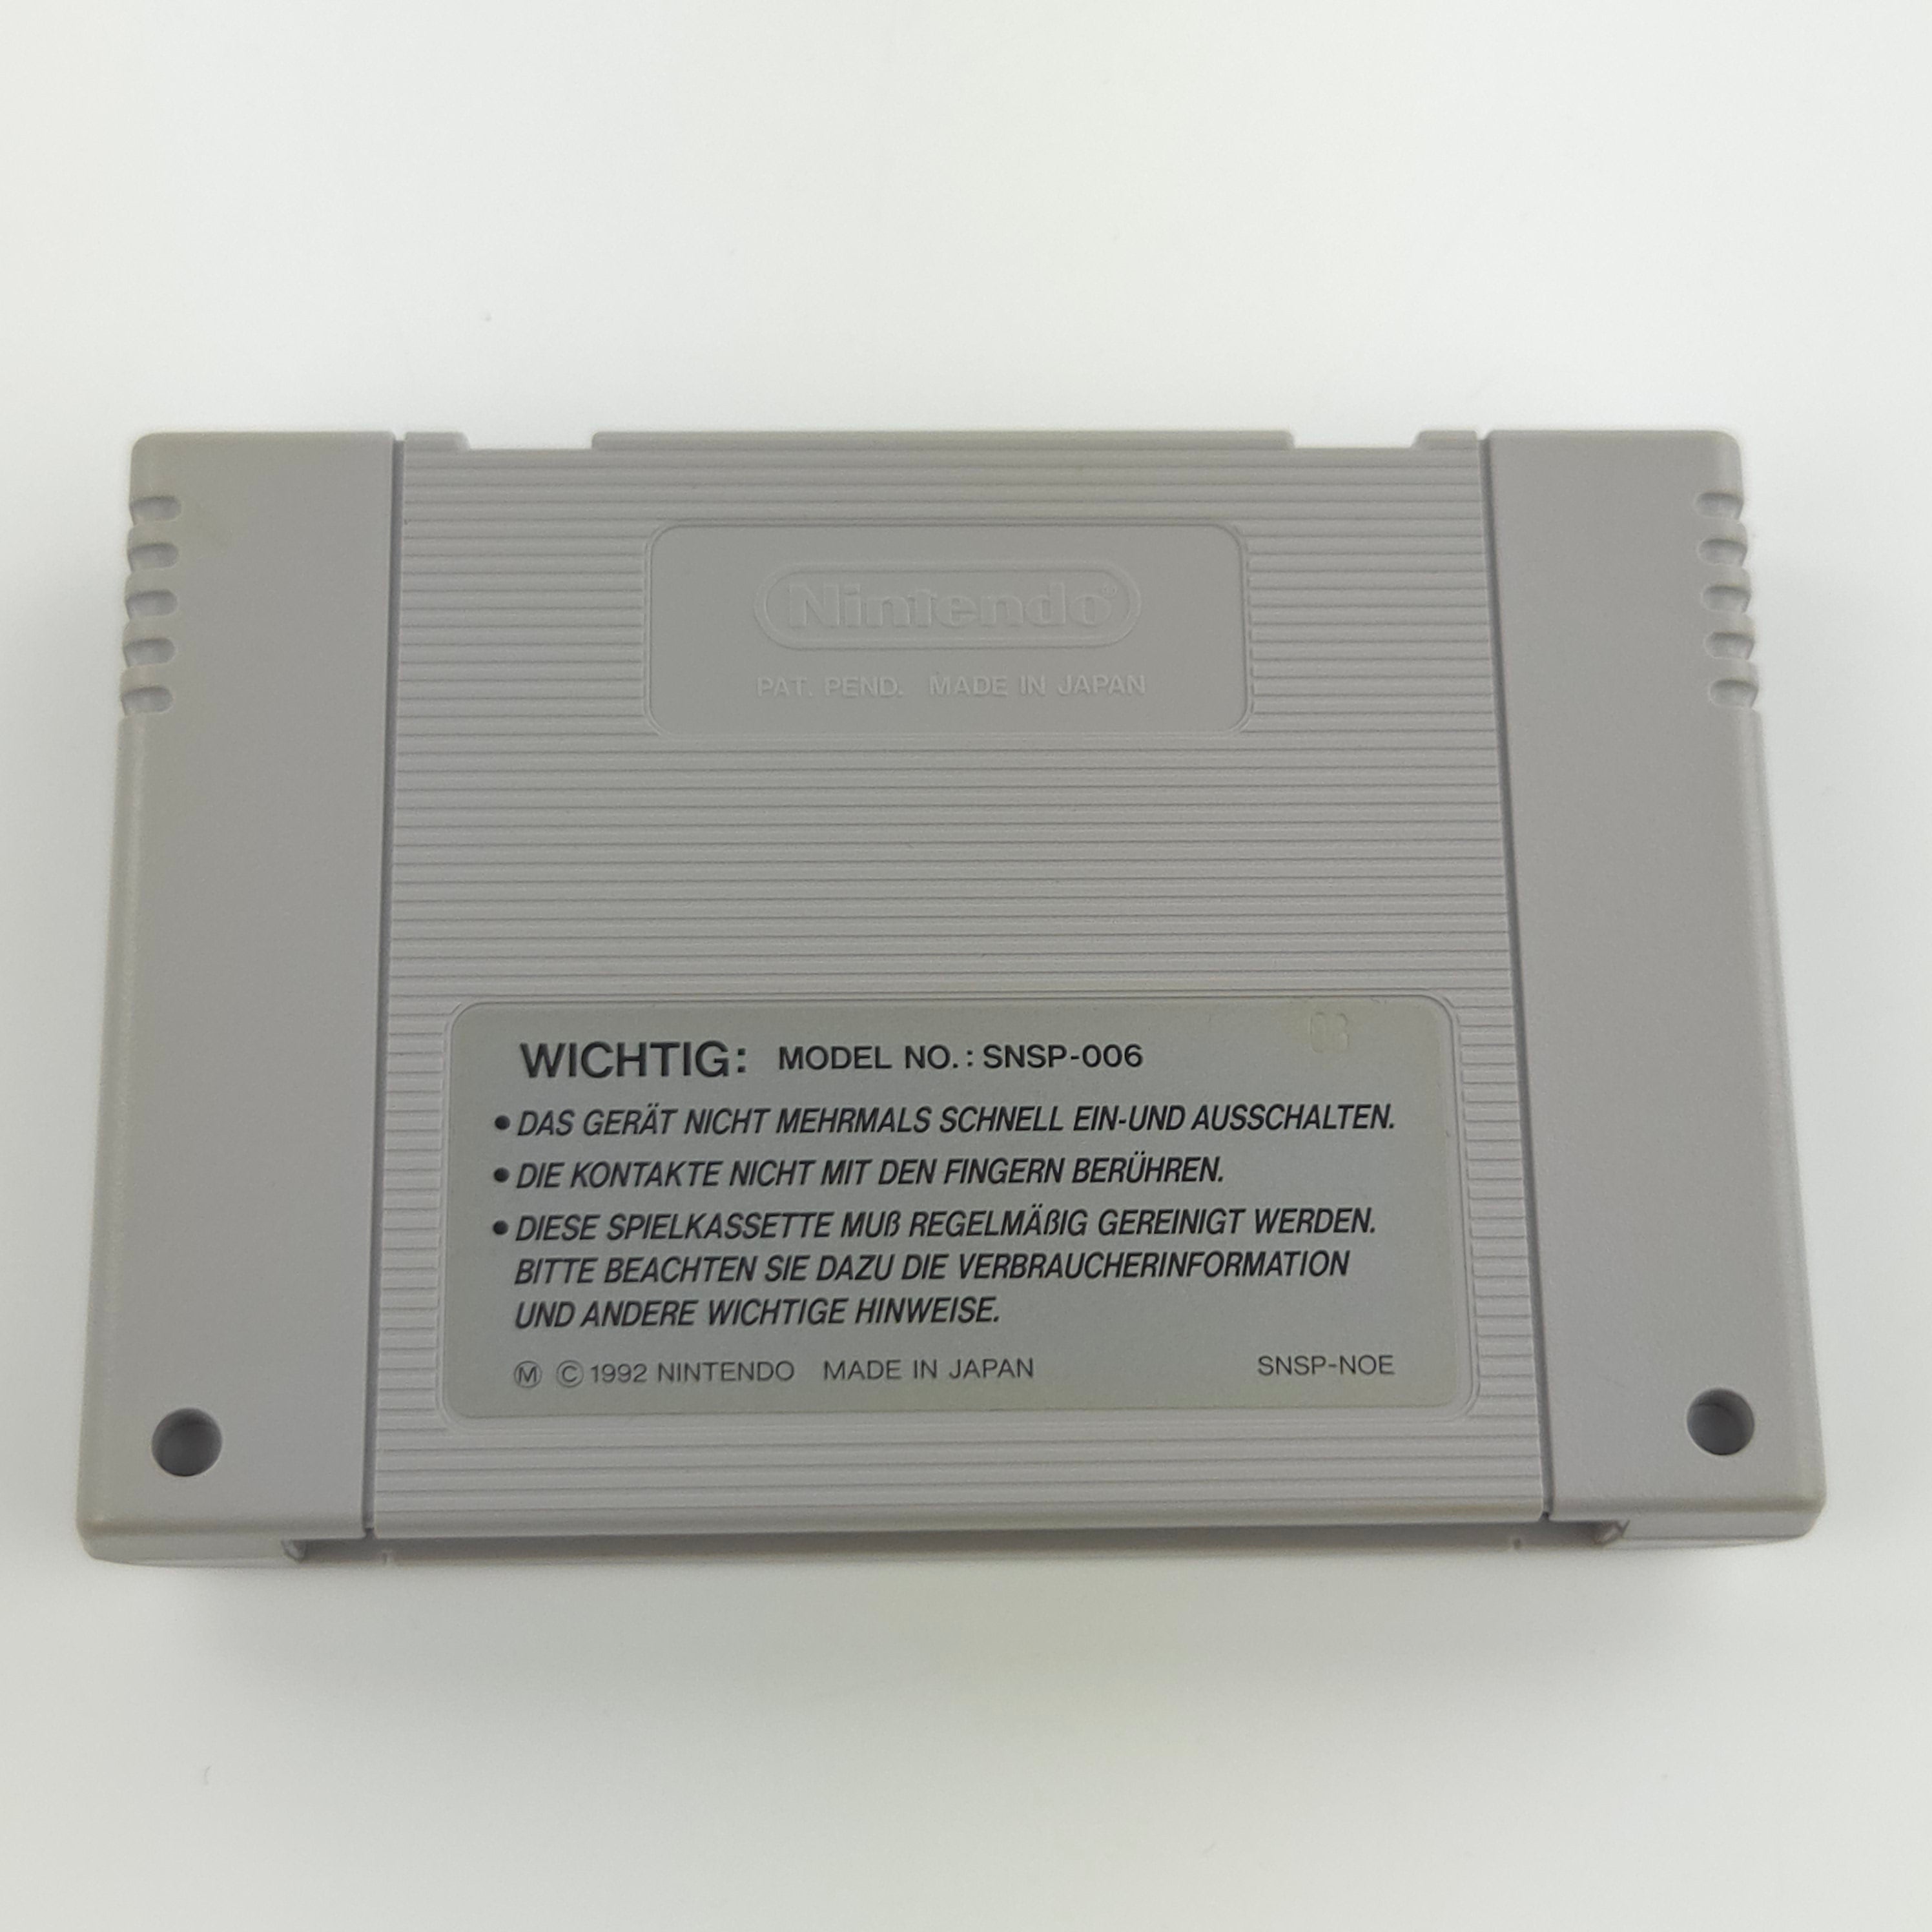 Nintendo®
PAT. PEND. MADE IN JAPAN
03
WICHTIG: MODEL NO.: SNSP-006
● DAS GERÄT NICHT MEHRMALS SCHNELL EIN-UND AUSSCHALTEN.
● DIE KONTAKTE NICHT MIT DEN FINGERN BERÜHREN.
● DIESE SPIELKASSETTE MUß REGELMÄßIG GEREINIGT WERDEN.
BITTE BEACHTEN SIE DAZU DIE VERBRAUCHERINFORMATION
UND ANDERE WICHTIGE HINWEISE.
Ⓜ © 1992 NINTENDO MADE IN JAPAN SNSP-NOE